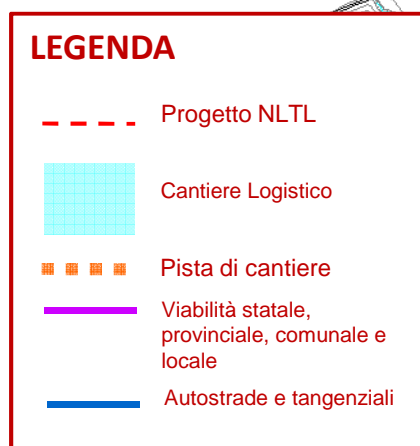 LEGENDA
Progetto NLTL
Cantiere Logistico
Pista di cantiere
Viabilità statale,
provinciale, comunale e
locale
Autostrade e tangenziali